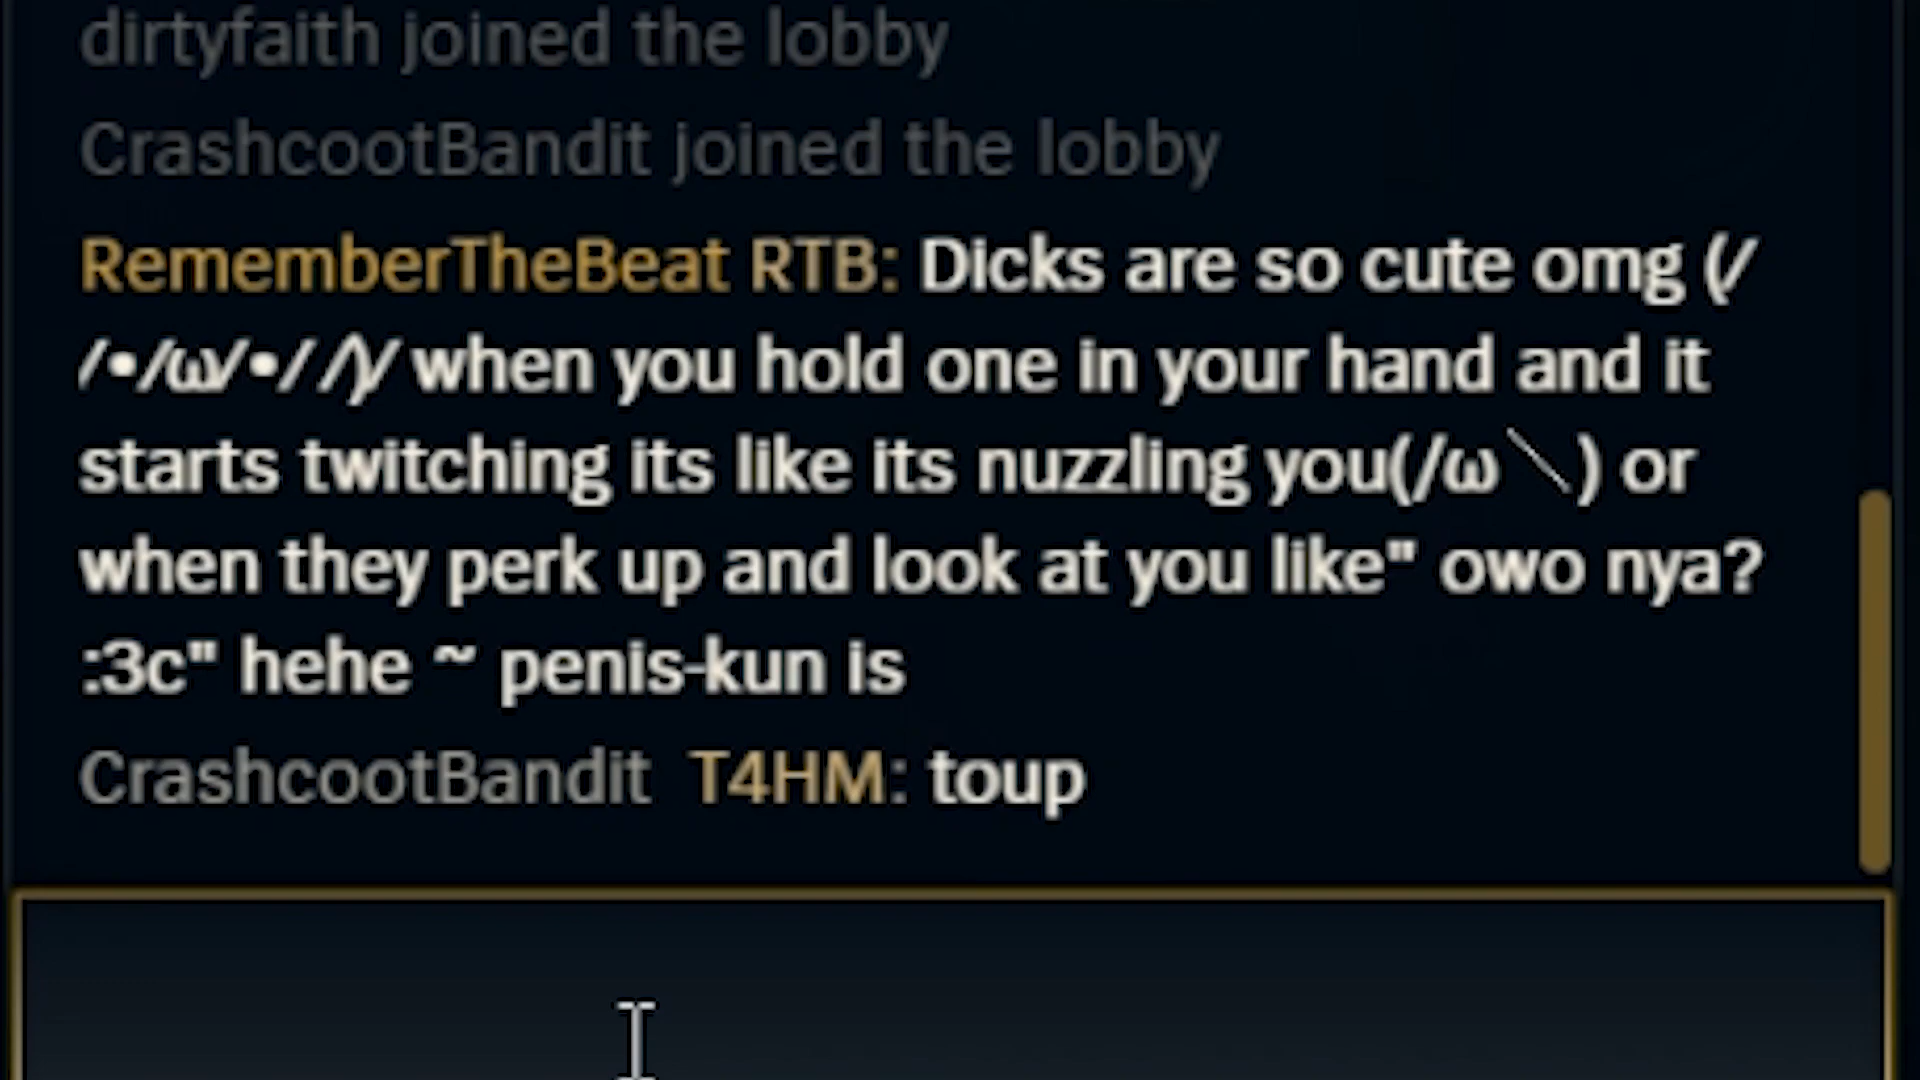 dirtyfaith joined the lobby
CrashcootBandit joined the lobby
RememberTheBeat RTB: Dicks are so cute omg (/
/•/ω/•/ /)/ when you hold one in your hand and it
starts twitching its like its nuzzling you(/ω＼) or
when they perk up and look at you like" owo nya?
:3c" hehe ~ penis-kun is
CrashcootBandit T4HM: toup